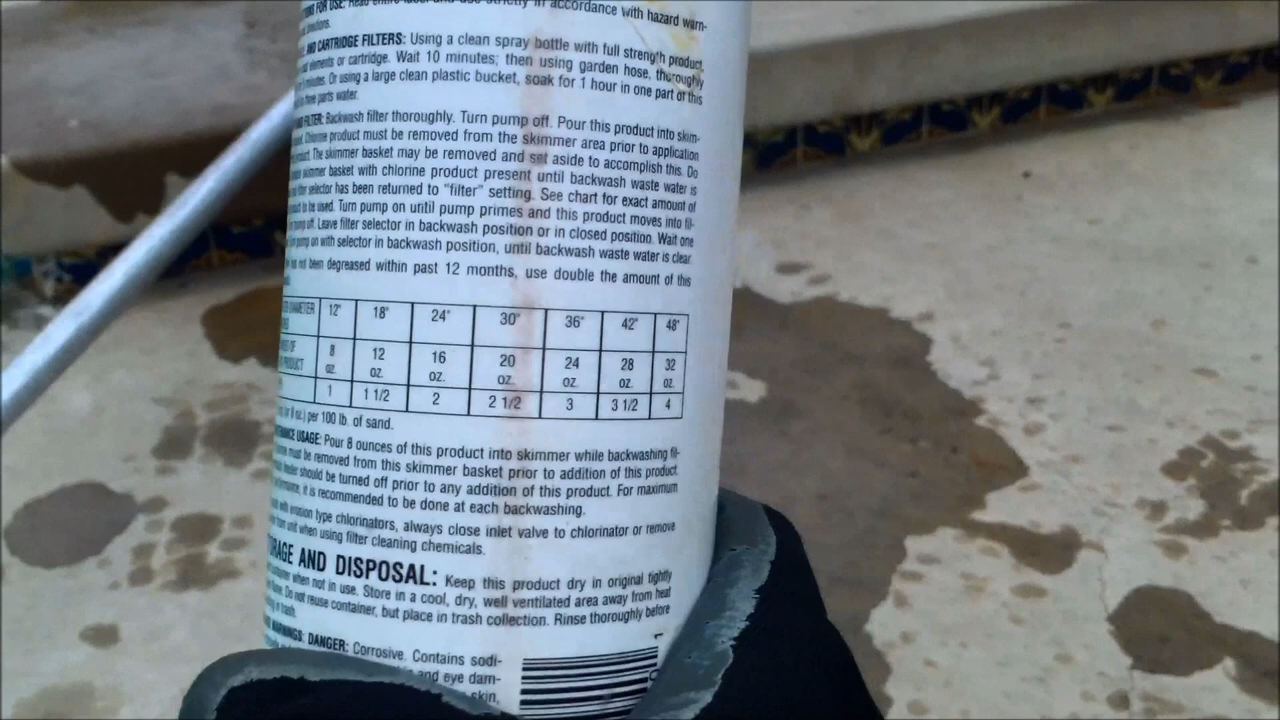 FOR USE: Read entire label and use strictly in accordance with hazard warn-
AND CARTRIDGE FILTERS: Using a clean spray bottle with full strength product,
elements or cartridge. Wait 10 minutes; then using garden hose, thoroughly
minutes. Or using a large clean plastic bucket, soak for 1 hour in one part of this
three parts water.
FILTER: Backwash filter thoroughly. Turn pump off. Pour this product into skim-
Chlorine product must be removed from the skimmer area prior to application
product. The skimmer basket may be removed and set aside to accomplish this. Do
skimmer basket with chlorine product present until backwash waste water is
filter selector has been returned to "filter" setting. See chart for exact amount of
to be used. Turn pump on until pump primes and this product moves into fil-
pump off. Leave filter selector in backwash position or in closed position. Wait one
pump on with selector in backwash position, until backwash waste water is clear.
not been degreased within past 12 months, use double the amount of this
DIAMETER 12" 18" 24" 30" 36" 42" 48"
OF PRODUCT 8 oz. 12 oz. 16 oz. 20 oz. 24 oz. 28 oz. 32 oz.
1 1 1/2 2 2 1/2 3 3 1/2 4
(or 8 oz.) per 100 lb. of sand.
USAGE: Pour 8 ounces of this product into skimmer while backwashing fil-
must be removed from this skimmer basket prior to addition of this product.
heater should be turned off prior to any addition of this product. For maximum
it is recommended to be done at each backwashing.
with erosion type chlorinators, always close inlet valve to chlorinator or remove
from unit when using filter cleaning chemicals.
AND DISPOSAL: Keep this product dry in original tightly
container when not in use. Store in a cool, dry, well ventilated area away from heat
Do not reuse container, but place in trash collection. Rinse thoroughly before
in trash.
WARNINGS: DANGER: Corrosive. Contains sodi-
and eye dam-
skin,